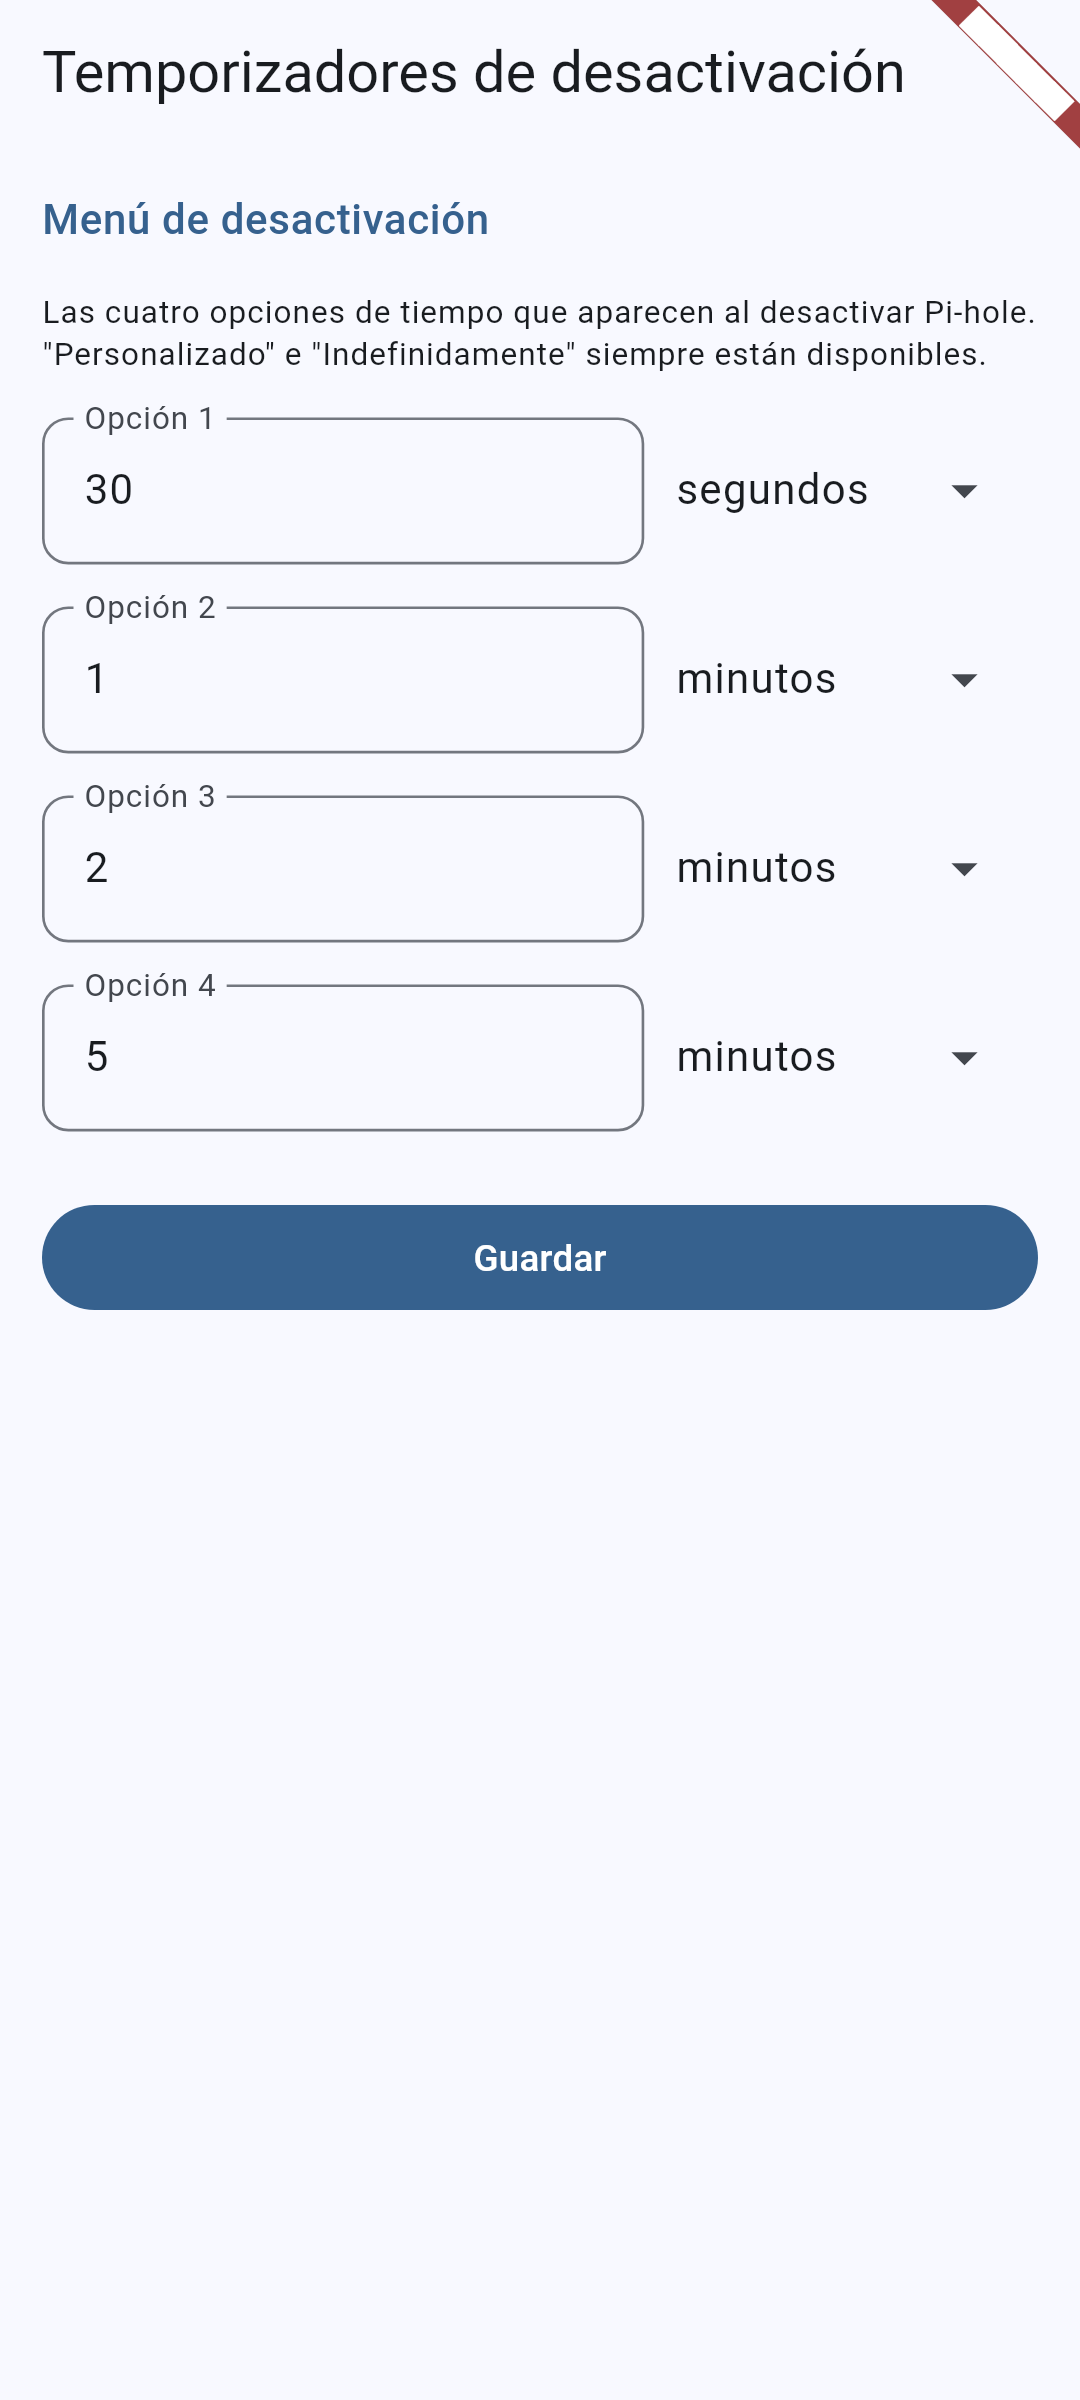 Temporizadores de desactivación
Menú de desactivación
Las cuatro opciones de tiempo que aparecen al desactivar Pi-hole.
"Personalizado" e "Indefinidamente" siempre están disponibles.
Opción 1
30
segundos
Opción 2
1
minutos
Opción 3
2
minutos
Opción 4
5
minutos
Guardar